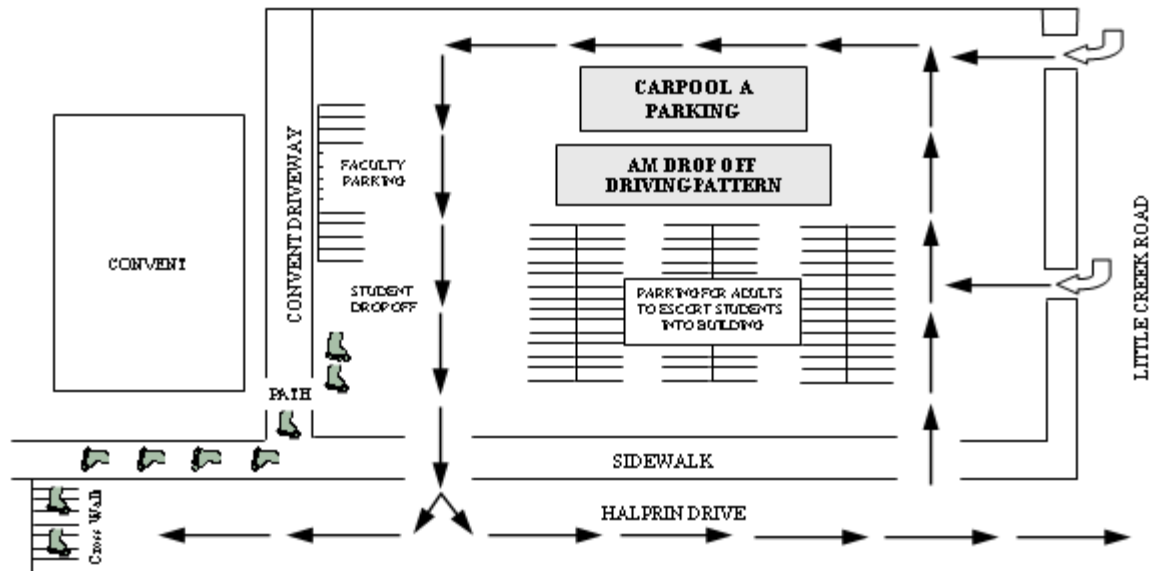 CARPOOL A
PARKING
AM DROP OFF
DRIVING PATTERN
CONVENT DRIVEWAY
FACULTY
PARKING
CONVENT
STUDENT
DROP OFF
PARKING FOR ADULTS
TO ESCORT STUDENTS
INTO BUILDING
LITTLE CREEK ROAD
PATH
SIDEWALK
Cross Walk
HALPRIN DRIVE